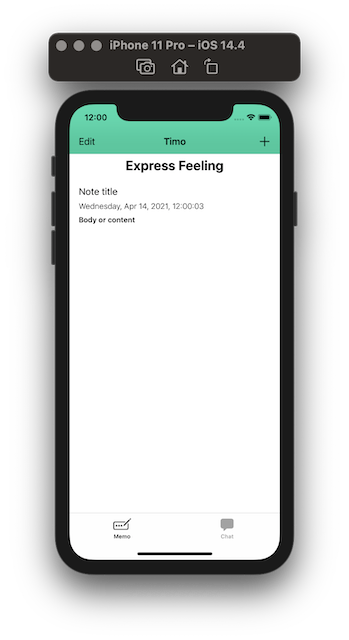 iPhone 11 Pro – iOS 14.4
12:00
Edit Timo +
Express Feeling
Note title
Wednesday, Apr 14, 2021, 12:00:03
Body or content
Memo Chat